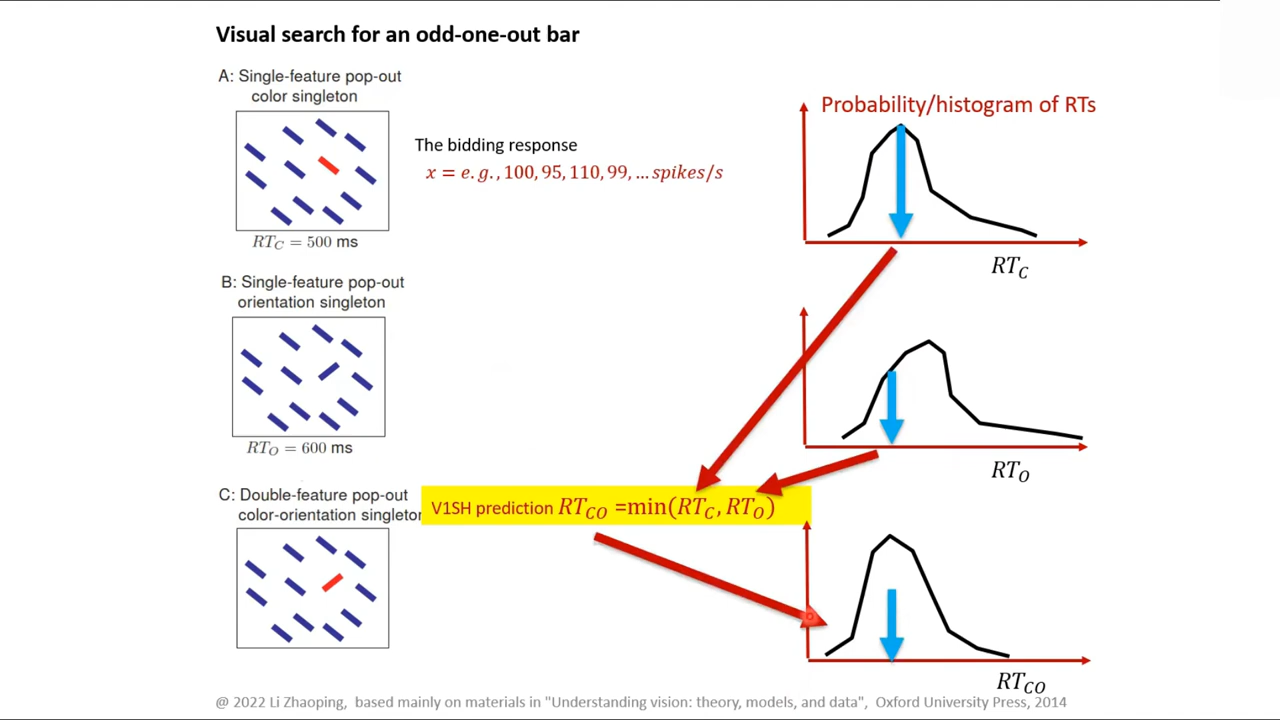 Visual search for an odd-one-out bar
A: Single-feature pop-out
color singleton
RT_C = 500 ms
The bidding response
x = e.g., 100, 95, 110, 99, … spikes/s
Probability/histogram of RTs
RT_C
B: Single-feature pop-out
orientation singleton
RT_O = 600 ms
RT_O
C: Double-feature pop-out
color-orientation singleton
V1SH prediction RT_CO =min(RT_C, RT_O)
RT_CO
@ 2022 Li Zhaoping, based mainly on materials in "Understanding vision: theory, models, and data", Oxford University Press, 2014